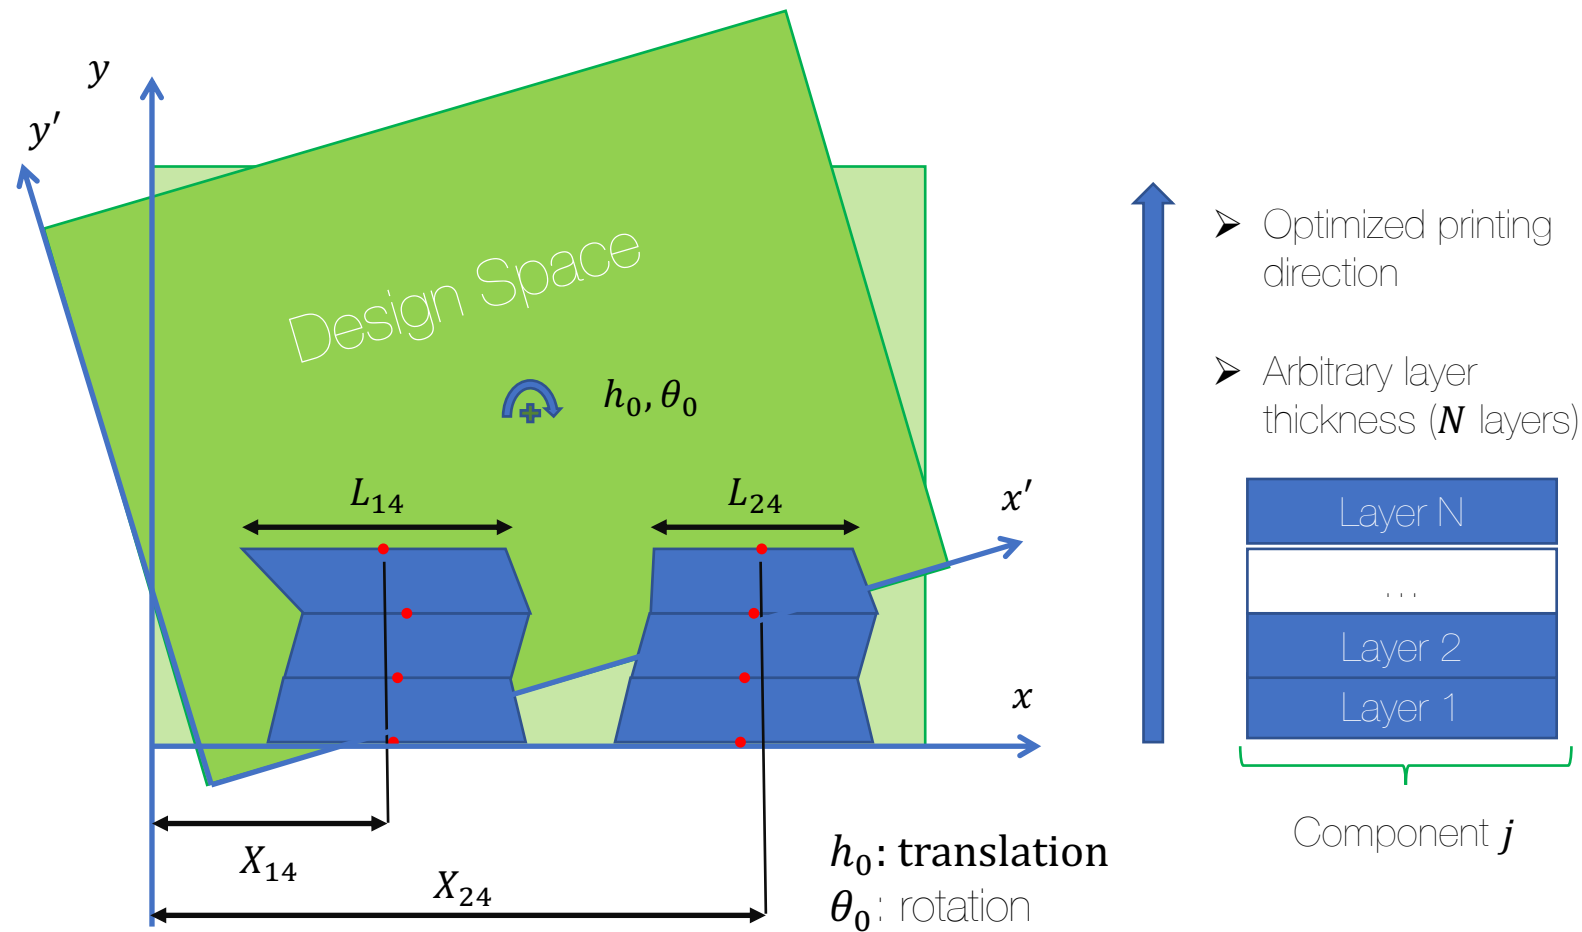 y
y′
Design Space
h₀, θ₀
L₁₄
L₂₄
x′
x
X₁₄
X₂₄
h₀: translation
θ₀: rotation
➢ Optimized printing
direction
➢ Arbitrary layer
thickness (N layers)
Layer N
...
Layer 2
Layer 1
Component j